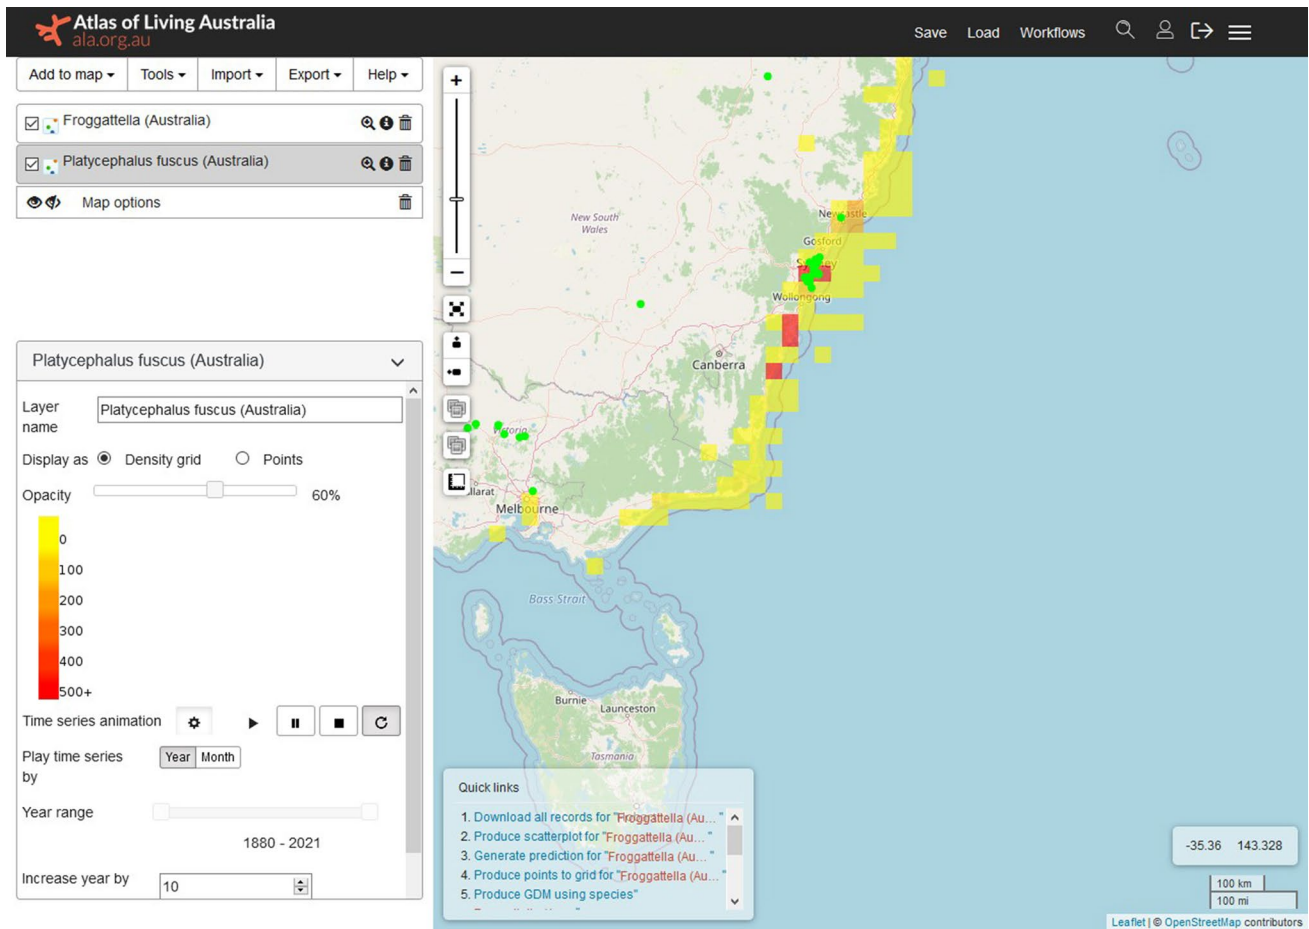 Atlas of Living Australia
ala.org.au
Save Load Workflows
Add to map Tools Import Export Help
Froggattella (Australia)
Platycephalus fuscus (Australia)
Map options
Platycephalus fuscus (Australia)
Layer name
Platycephalus fuscus (Australia)
Display as Density grid Points
Opacity 60%
0
100
200
300
400
500+
Time series animation
Play time series by
Year Month
Year range
1880 - 2021
Increase year by
10
New South
Wales
Newcastle
Gosford
Sydney
Wollongong
Canberra
Victoria
llarat
Melbourne
Bass Strait
Burnie
Launceston
Tasmania
Quick links
1. Download all records for "Froggattella (Au... "
2. Produce scatterplot for "Froggattella (Au... "
3. Generate prediction for "Froggattella (Au... "
4. Produce points to grid for "Froggattella (Au... "
5. Produce GDM using species"
-35.36 143.328
100 km
100 mi
Leaflet | © OpenStreetMap contributors